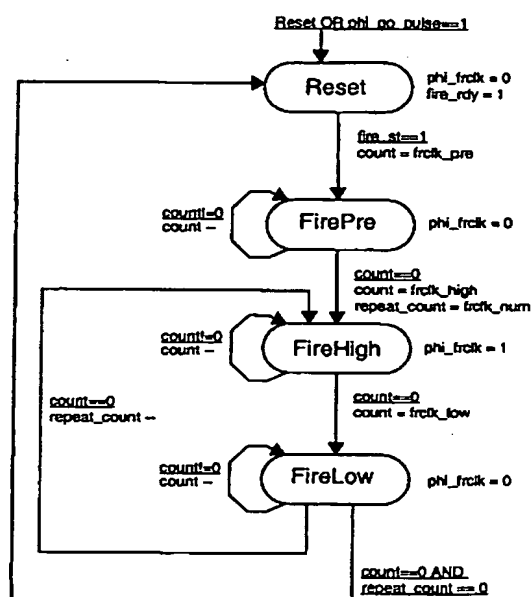 Reset OR phi_go_pulse==1
Reset
phi_frclk = 0
fire_rdy = 1
fire_st==1
count = frclk_pre
count!=0
count --
FirePre
phi_frclk = 0
count==0
count = frclk_high
repeat_count = frclk_num
count!=0
count --
FireHigh
phi_frclk = 1
count==0
repeat_count --
count==0
count = frclk_low
count!=0
count --
FireLow
phi_frclk = 0
count==0 AND
repeat_count == 0